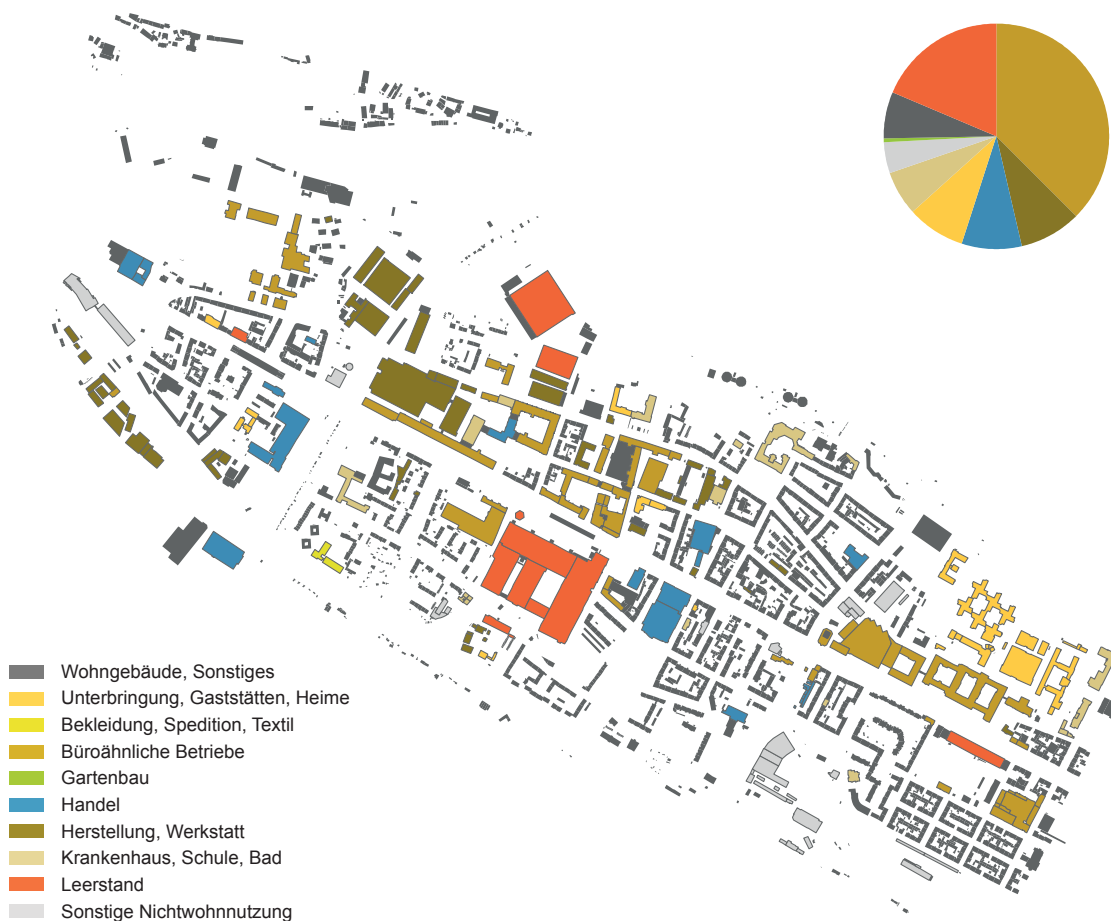 Wohngebäude, Sonstiges
Unterbringung, Gaststätten, Heime
Bekleidung, Spedition, Textil
Büroähnliche Betriebe
Gartenbau
Handel
Herstellung, Werkstatt
Krankenhaus, Schule, Bad
Leerstand
Sonstige Nichtwohnnutzung